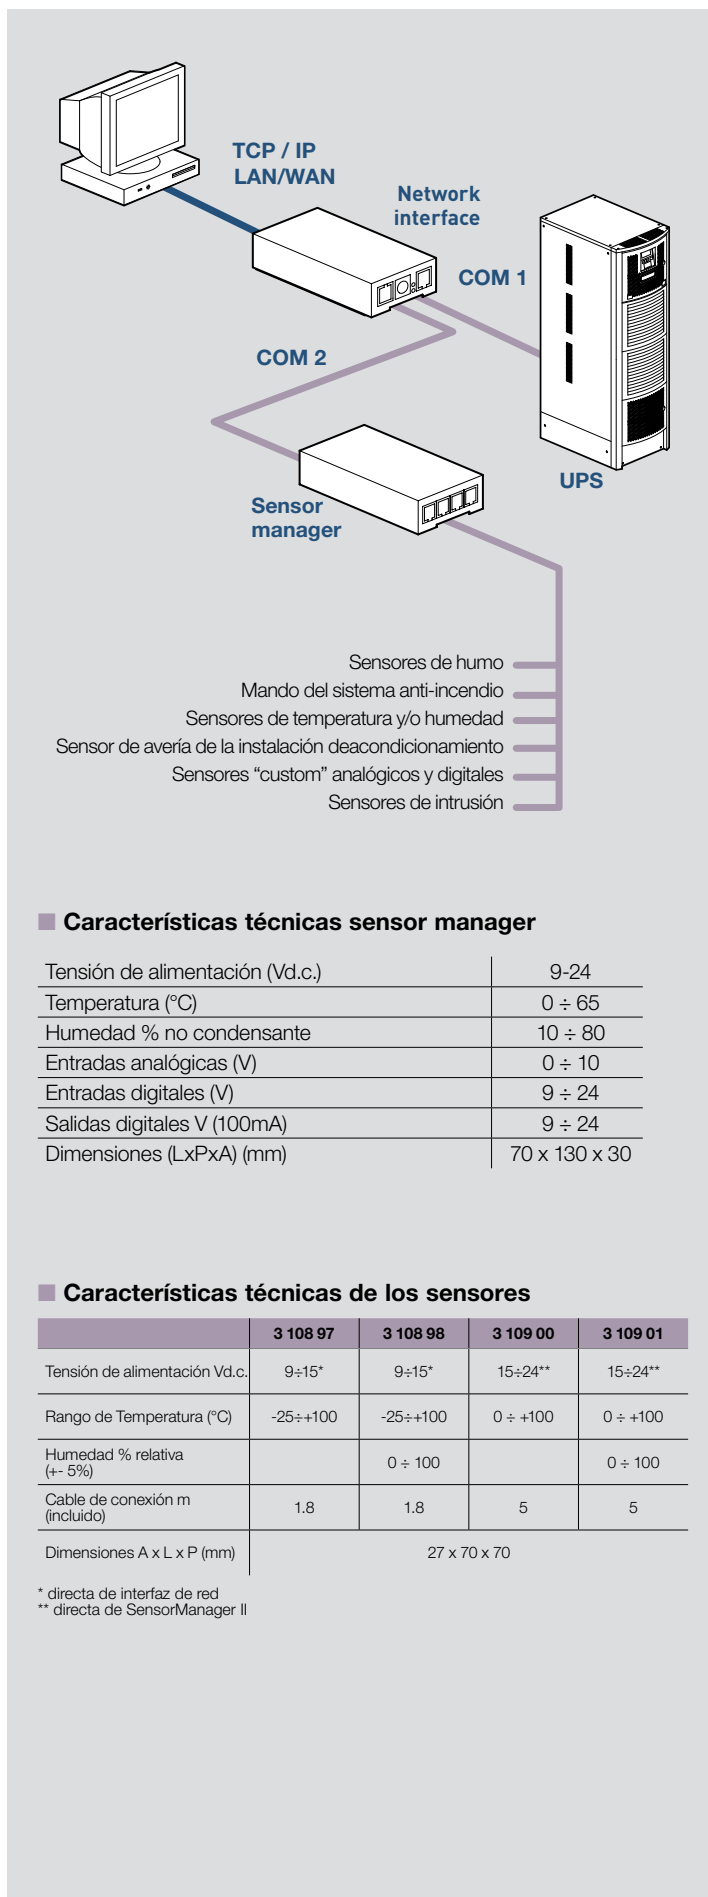 TCP / IP
LAN/WAN
Network
interface
COM 1
COM 2
UPS
Sensor
manager
Sensores de humo
Mando del sistema anti-incendio
Sensores de temperatura y/o humedad
Sensor de avería de la instalación deacondicionamiento
Sensores “custom” analógicos y digitales
Sensores de intrusión
Características técnicas sensor manager
Tensión de alimentación (Vd.c.) 9-24
Temperatura (°C) 0 ÷ 65
Humedad % no condensante 10 ÷ 80
Entradas analógicas (V) 0 ÷ 10
Entradas digitales (V) 9 ÷ 24
Salidas digitales V (100mA) 9 ÷ 24
Dimensiones (LxPxA) (mm) 70 x 130 x 30
Características técnicas de los sensores
3 108 97 3 108 98 3 109 00 3 109 01
Tensión de alimentación Vd.c. 9÷15* 9÷15* 15÷24** 15÷24**
Rango de Temperatura (°C) -25÷+100 -25÷+100 0 ÷ +100 0 ÷ +100
Humedad % relativa
(+- 5%) 0 ÷ 100 0 ÷ 100
Cable de conexión m
(incluido) 1.8 1.8 5 5
Dimensiones A x L x P (mm) 27 x 70 x 70
* directa de interfaz de red
** directa de SensorManager II